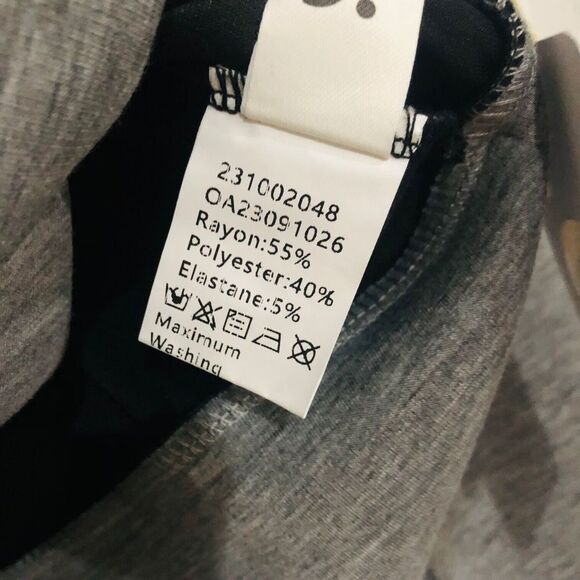 231002048
OA23091026
Rayon:55%
Polyester:40%
Elastane:5%
Maximum
Washing